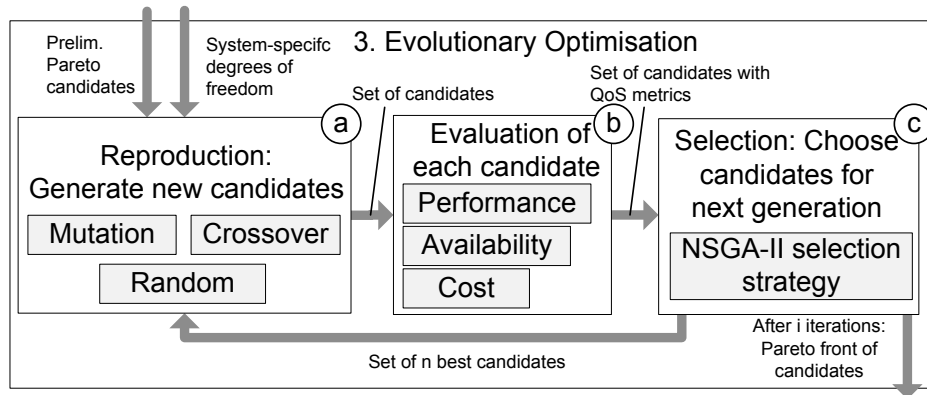 3. Evolutionary Optimisation
Prelim.
Pareto
candidates
System-specifc
degrees of
freedom
Set of candidates
Set of candidates with
QoS metrics
a
Reproduction:
Generate new candidates
Mutation
Crossover
Random
b
Evaluation of
each candidate
Performance
Availability
Cost
c
Selection: Choose
candidates for
next generation
NSGA-II selection
strategy
Set of n best candidates
After i iterations:
Pareto front of
candidates